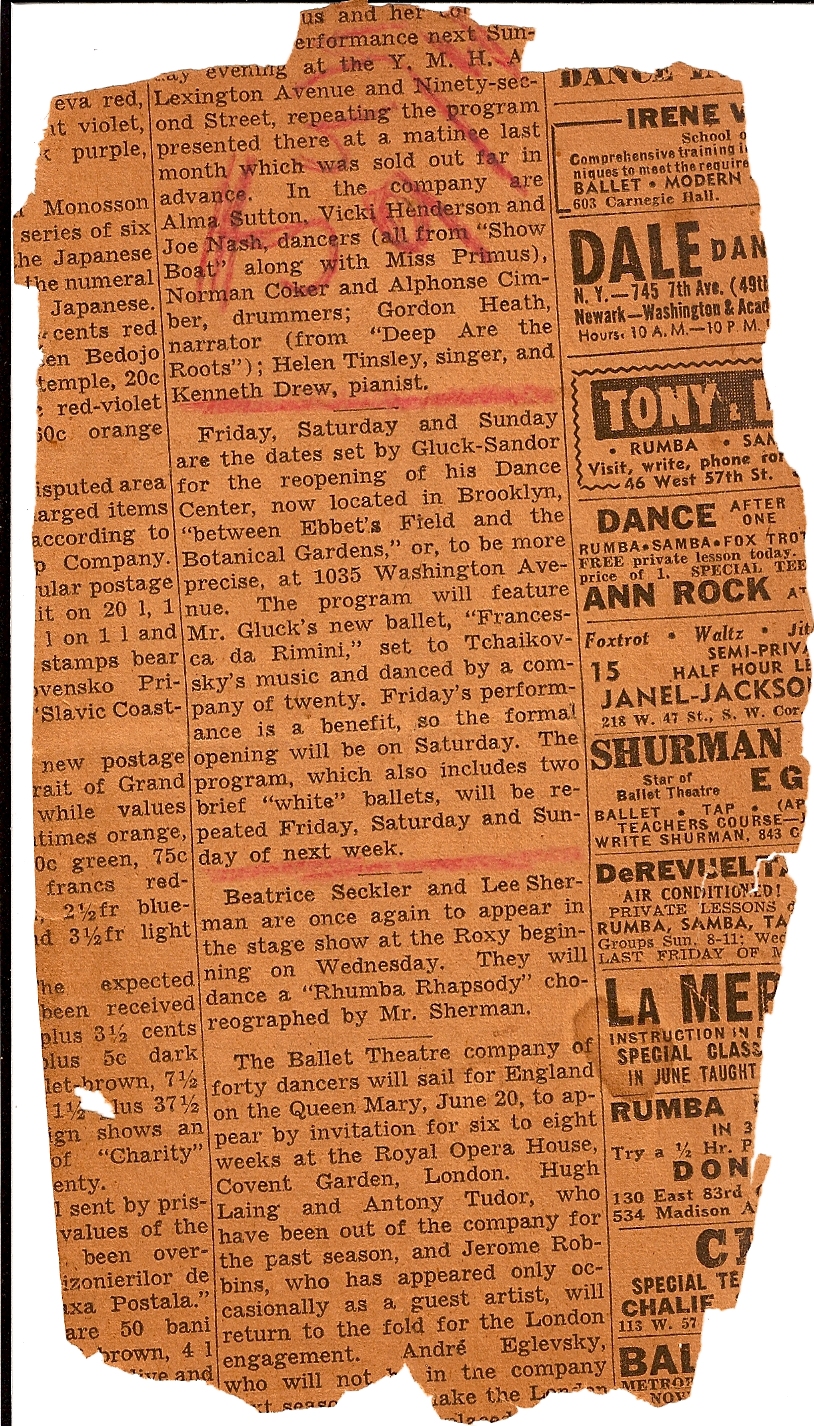 eva red,
violet,
purple,
Monosson
series of six
the Japanese
the numeral
Japanese.
cents red
Bedojo
temple, 20c
red-violet
orange
isputed area
arged items
according to
Company.
ular postage
it on 20 l, 1
l on 1 l and
stamps bear
ovensko Pri-
"Slavic Coast-
new postage
rait of Grand
while values
times orange,
0c green, 75c
francs red-
2½fr blue-
3½fr light
he expected
been received
plus 3½ cents
plus 5c dark
let-brown, 7½
1½ plus 37½
ign shows an
of "Charity"
enty.
sent by pris-
values of the
been over-
izonierilor de
axa Postala."
are 50 bani
brown, 4 l
and
us and her
erformance next Sun-
day evening at the Y. M. H. A.
Lexington Avenue and Ninety-sec-
ond Street, repeating the program
presented there at a matinee last
month which was sold out far in
advance. In the company are
Alma Sutton, Vicki Henderson and
Joe Nash, dancers (all from "Show
Boat" along with Miss Primus),
Norman Coker and Alphonse Cim-
ber, drummers; Gordon Heath,
narrator (from "Deep Are the
Roots"); Helen Tinsley, singer, and
Kenneth Drew, pianist.
Friday, Saturday and Sunday
are the dates set by Gluck-Sandor
for the reopening of his Dance
Center, now located in Brooklyn,
"between Ebbet's Field and the
Botanical Gardens," or, to be more
precise, at 1035 Washington Ave-
nue. The program will feature
Mr. Gluck's new ballet, "Frances-
ca da Rimini," set to Tchaikov-
sky's music and danced by a com-
pany of twenty. Friday's perform-
ance is a benefit, so the formal
opening will be on Saturday. The
program, which also includes two
brief "white" ballets, will be re-
peated Friday, Saturday and Sun-
day of next week.
Beatrice Seckler and Lee Sher-
man are once again to appear in
the stage show at the Roxy begin-
ning on Wednesday. They will
dance a "Rhumba Rhapsody" cho-
reographed by Mr. Sherman.
The Ballet Theatre company of
forty dancers will sail for England
on the Queen Mary, June 20, to ap-
pear by invitation for six to eight
weeks at the Royal Opera House,
Covent Garden, London. Hugh
Laing and Antony Tudor, who
have been out of the company for
the past season, and Jerome Rob-
bins, who has appeared only oc-
casionally as a guest artist, will
return to the fold for the London
engagement. André Eglevsky,
who will not in the company
the London
DANCE
IRENE V
School o
Comprehensive training i
niques to meet the require
BALLET • MODERN
603 Carnegie Hall.
DALE DAN
N. Y.—745 7th Ave. (49th
Newark—Washington & Acad
Hours: 10 A.M.—10 P.M.
TONY &
• RUMBA • SAM
Visit, write, phone for
46 West 57th St.
DANCE AFTER
ONE
RUMBA•SAMBA•FOX TROT
FREE private lesson today.
price of 1. SPECIAL TEE
ANN ROCK AT
Foxtrot • Waltz • Jit
SEMI-PRIVA
15 HALF HOUR LE
JANEL-JACKSO
218 W. 47 St., S. W. Cor.
SHURMAN
Star of
Ballet Theatre
EG
BALLET • TAP • (AP
TEACHERS COURSE—J
WRITE SHURMAN, 843 C
DeREVUELTA
AIR CONDITIONED!
PRIVATE LESSONS
RUMBA, SAMBA, TA
Groups Sun. 8-11; Wed
LAST FRIDAY OF M
LA MER
INSTRUCTION IN
SPECIAL CLASS
IN JUNE TAUGHT
RUMBA
IN 3
Try a ½ Hr. P
DON
130 East 83rd
534 Madison A
SPECIAL TE
CHALIF
113 W. 57
BAL
METROP
NOV